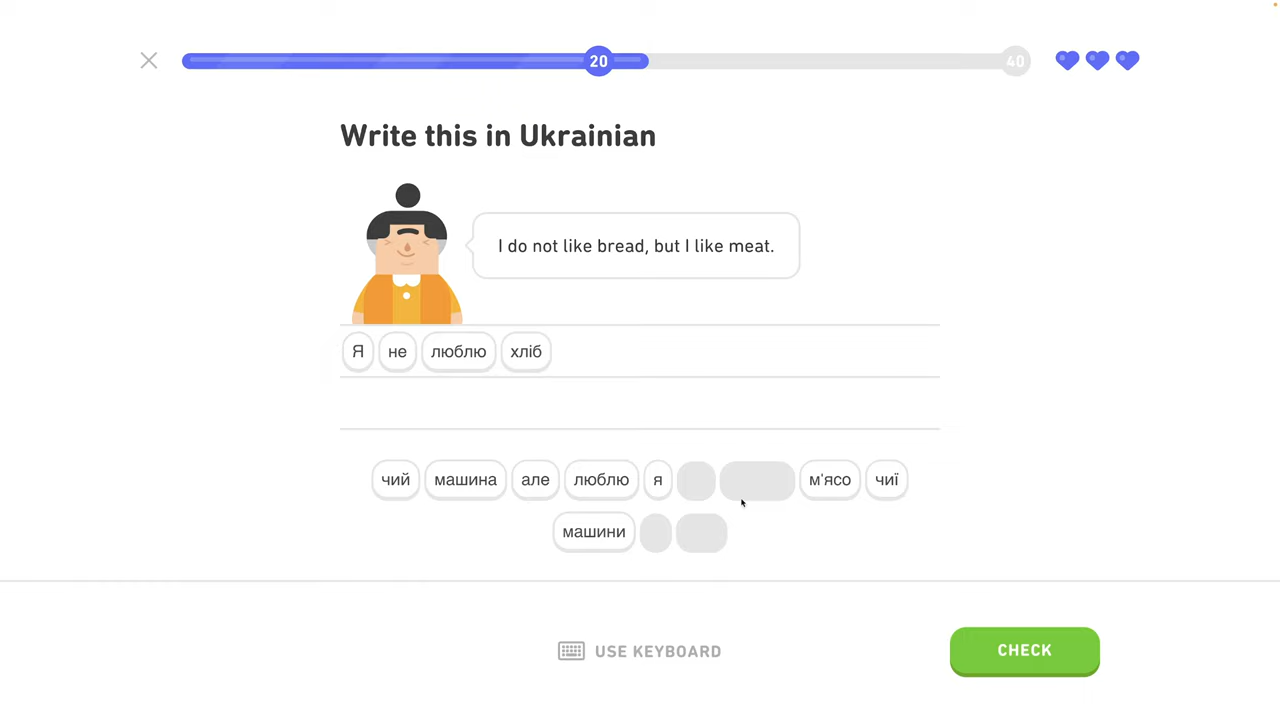 20
40
Write this in Ukrainian
I do not like bread, but I like meat.
Я не люблю хліб
чий машина але люблю я м'ясо чиї
машини
USE KEYBOARD
CHECK